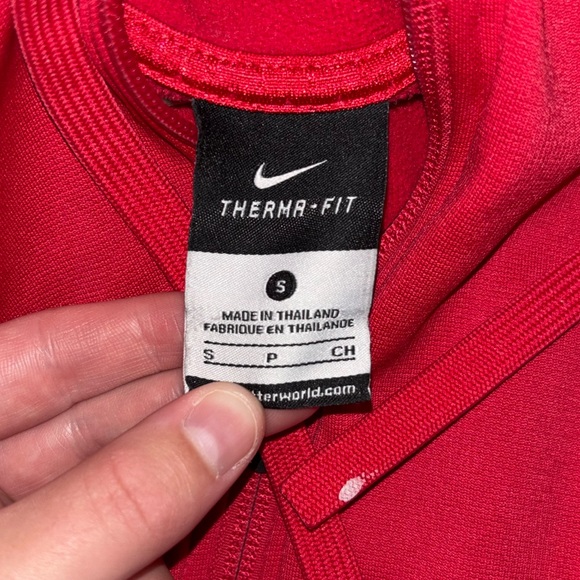 THERMA-FIT
S
MADE IN THAILAND
FABRIQUE EN THAILANDE
S P CH